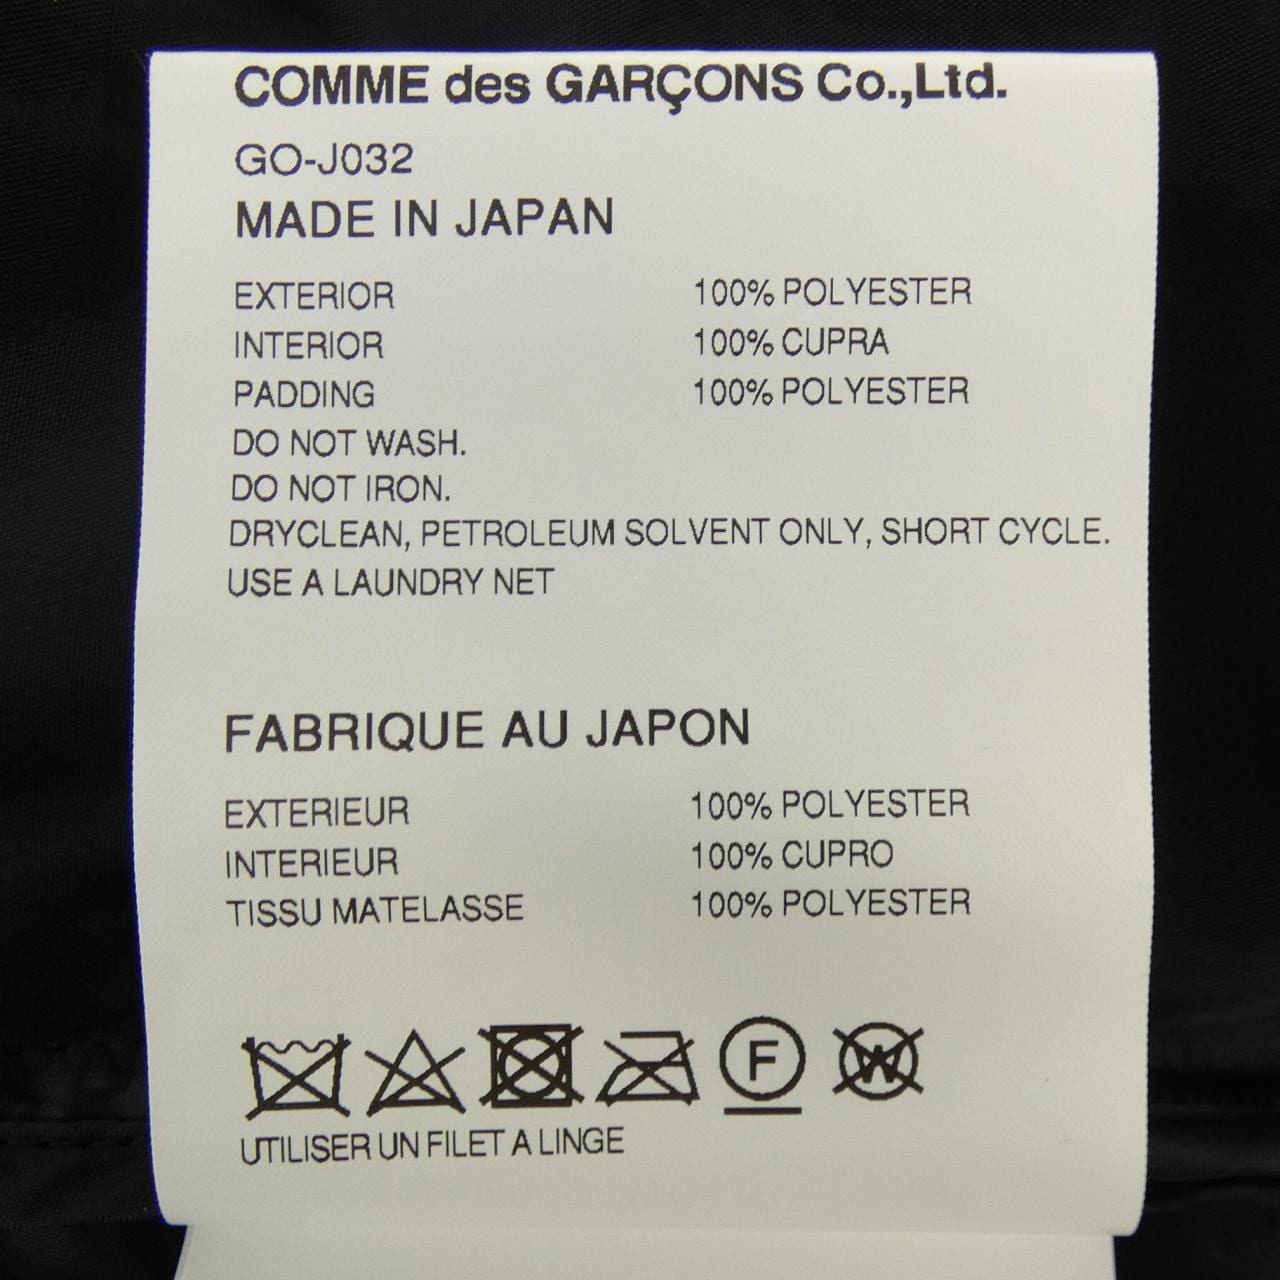 COMME des GARÇONS Co.,Ltd.
GO-J032
MADE IN JAPAN
EXTERIOR 100% POLYESTER
INTERIOR 100% CUPRA
PADDING 100% POLYESTER
DO NOT WASH.
DO NOT IRON.
DRYCLEAN, PETROLEUM SOLVENT ONLY, SHORT CYCLE.
USE A LAUNDRY NET
FABRIQUE AU JAPON
EXTERIEUR 100% POLYESTER
INTERIEUR 100% CUPRO
TISSU MATELASSE 100% POLYESTER
F W
UTILISER UN FILET A LINGE